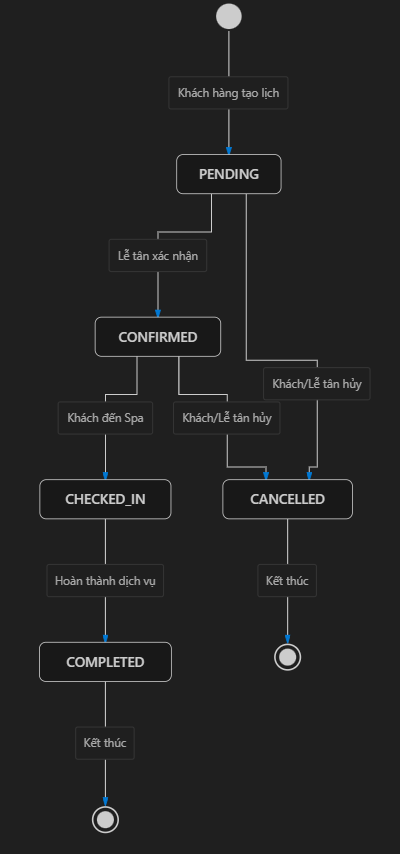 Khách hàng tạo lịch
PENDING
Lễ tân xác nhận
CONFIRMED
Khách/Lễ tân hủy
Khách đến Spa
Khách/Lễ tân hủy
CHECKED_IN
CANCELLED
Hoàn thành dịch vụ
Kết thúc
COMPLETED
Kết thúc